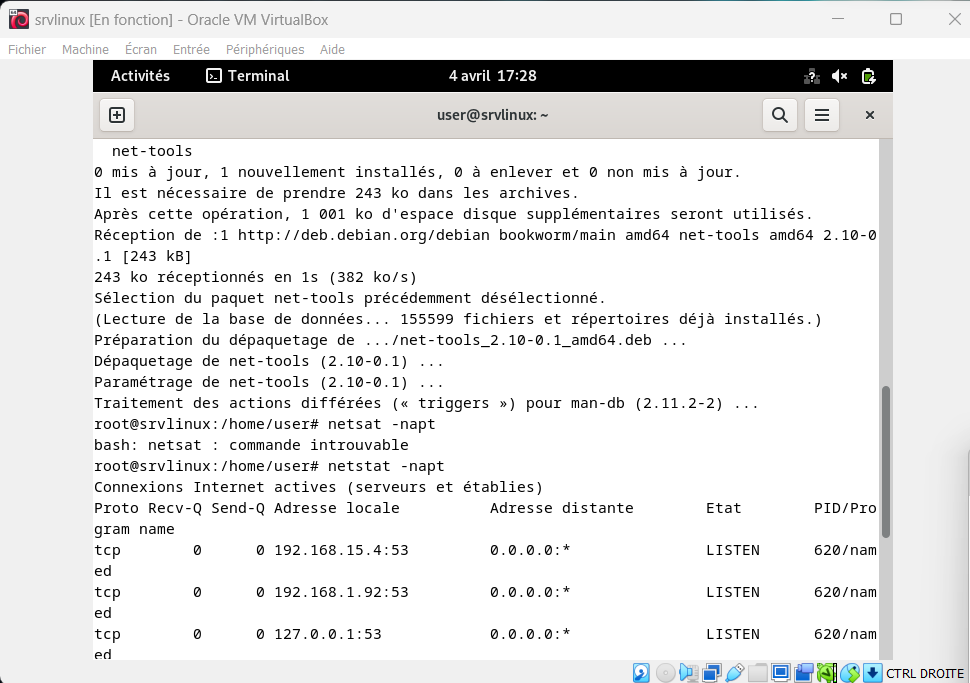 srvlinux [En fonction] - Oracle VM VirtualBox
Fichier Machine Écran Entrée Périphériques Aide
Activités Terminal 4 avril 17:28
user@srvlinux: ~
net-tools
0 mis à jour, 1 nouvellement installés, 0 à enlever et 0 non mis à jour.
Il est nécessaire de prendre 243 ko dans les archives.
Après cette opération, 1 001 ko d'espace disque supplémentaires seront utilisés.
Réception de :1 http://deb.debian.org/debian bookworm/main amd64 net-tools amd64 2.10-0
.1 [243 kB]
243 ko réceptionnés en 1s (382 ko/s)
Sélection du paquet net-tools précédemment désélectionné.
(Lecture de la base de données... 155599 fichiers et répertoires déjà installés.)
Préparation du dépaquetage de .../net-tools_2.10-0.1_amd64.deb ...
Dépaquetage de net-tools (2.10-0.1) ...
Paramétrage de net-tools (2.10-0.1) ...
Traitement des actions différées (« triggers ») pour man-db (2.11.2-2) ...
root@srvlinux:/home/user# netsat -napt
bash: netsat : commande introuvable
root@srvlinux:/home/user# netstat -napt
Connexions Internet actives (serveurs et établies)
Proto Recv-Q Send-Q Adresse locale          Adresse distante        Etat        PID/Pro
gram name
tcp        0      0 192.168.15.4:53         0.0.0.0:*               LISTEN      620/nam
ed
tcp        0      0 192.168.1.92:53         0.0.0.0:*               LISTEN      620/nam
ed
tcp        0      0 127.0.0.1:53            0.0.0.0:*               LISTEN      620/nam
ed
CTRL DROITE